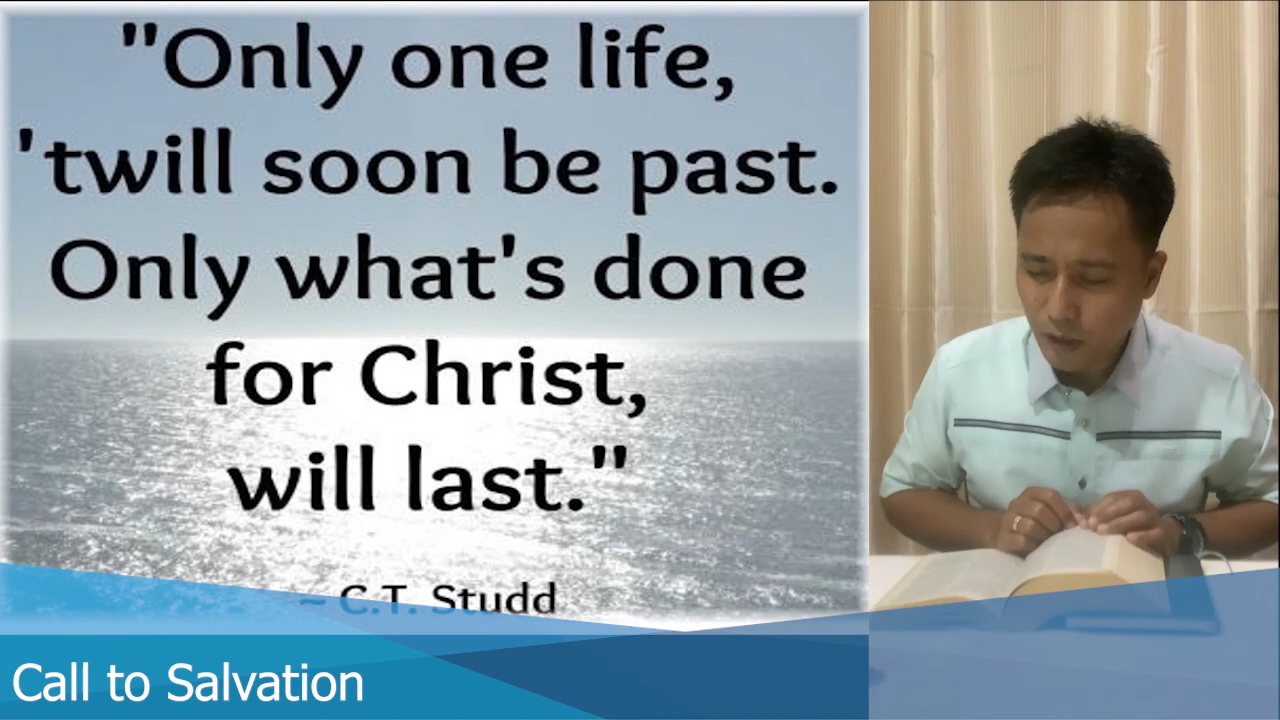 "Only one life,
'twill soon be past.
Only what's done
for Christ,
will last."
~ C.T. Studd
Call to Salvation